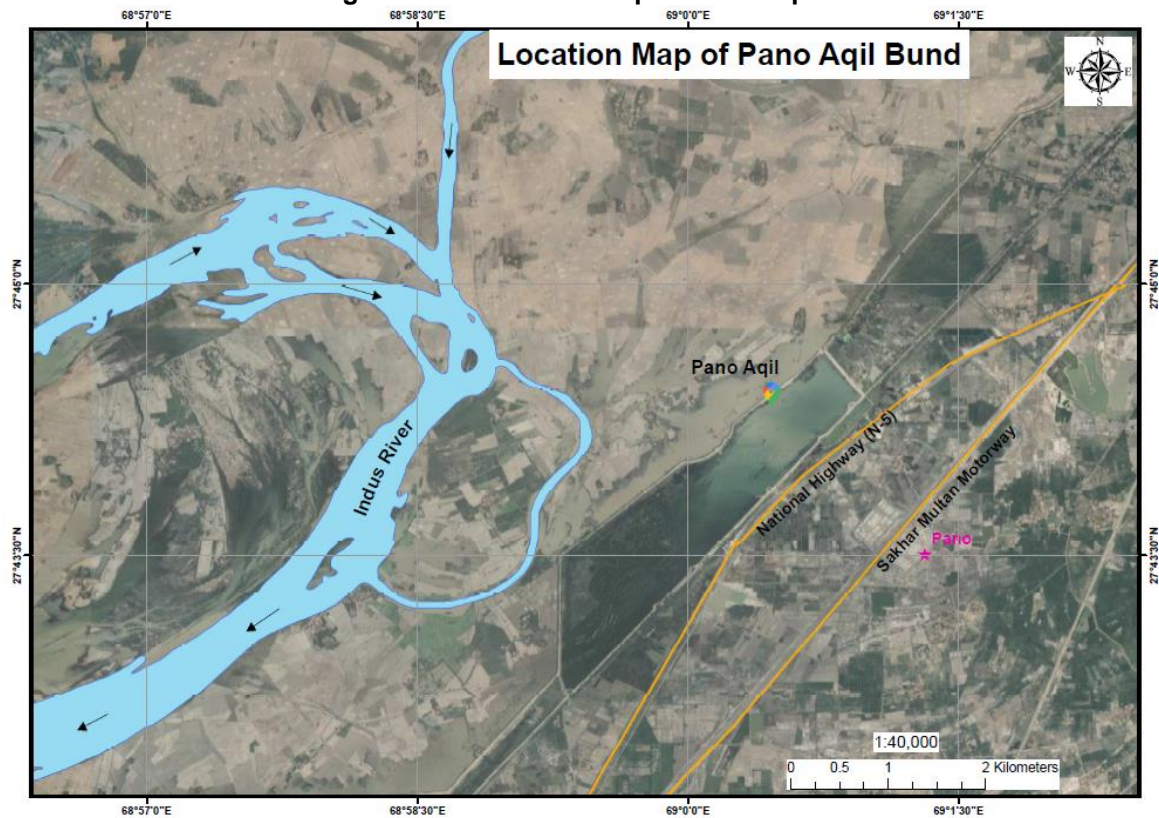 68°57'0"E 68°58'30"E 69°0'0"E 69°1'30"E
Location Map of Pano Aqil Bund
N
W E
S
27°45'0"N 27°45'0"N
Pano Aqil
Indus River
National Highway (N-5)
Sakhar Multan Motorway
Pano
27°43'30"N 27°43'30"N
1:40,000
0 0.5 1 2 Kilometers
68°57'0"E 68°58'30"E 69°0'0"E 69°1'30"E